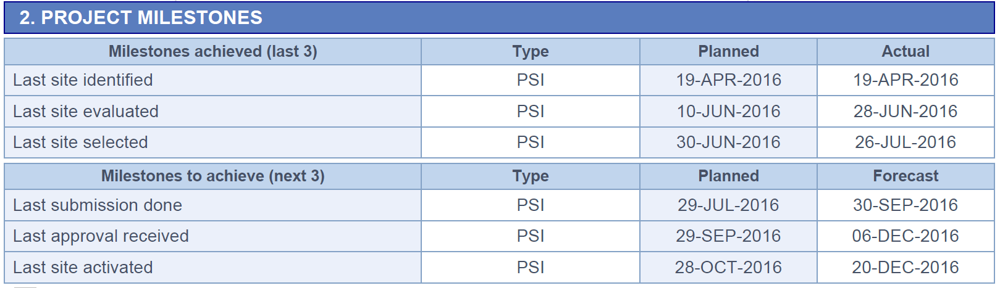 2. PROJECT MILESTONES
Milestones achieved (last 3) Type Planned Actual
Last site identified PSI 19-APR-2016 19-APR-2016
Last site evaluated PSI 10-JUN-2016 28-JUN-2016
Last site selected PSI 30-JUN-2016 26-JUL-2016
Milestones to achieve (next 3) Type Planned Forecast
Last submission done PSI 29-JUL-2016 30-SEP-2016
Last approval received PSI 29-SEP-2016 06-DEC-2016
Last site activated PSI 28-OCT-2016 20-DEC-2016